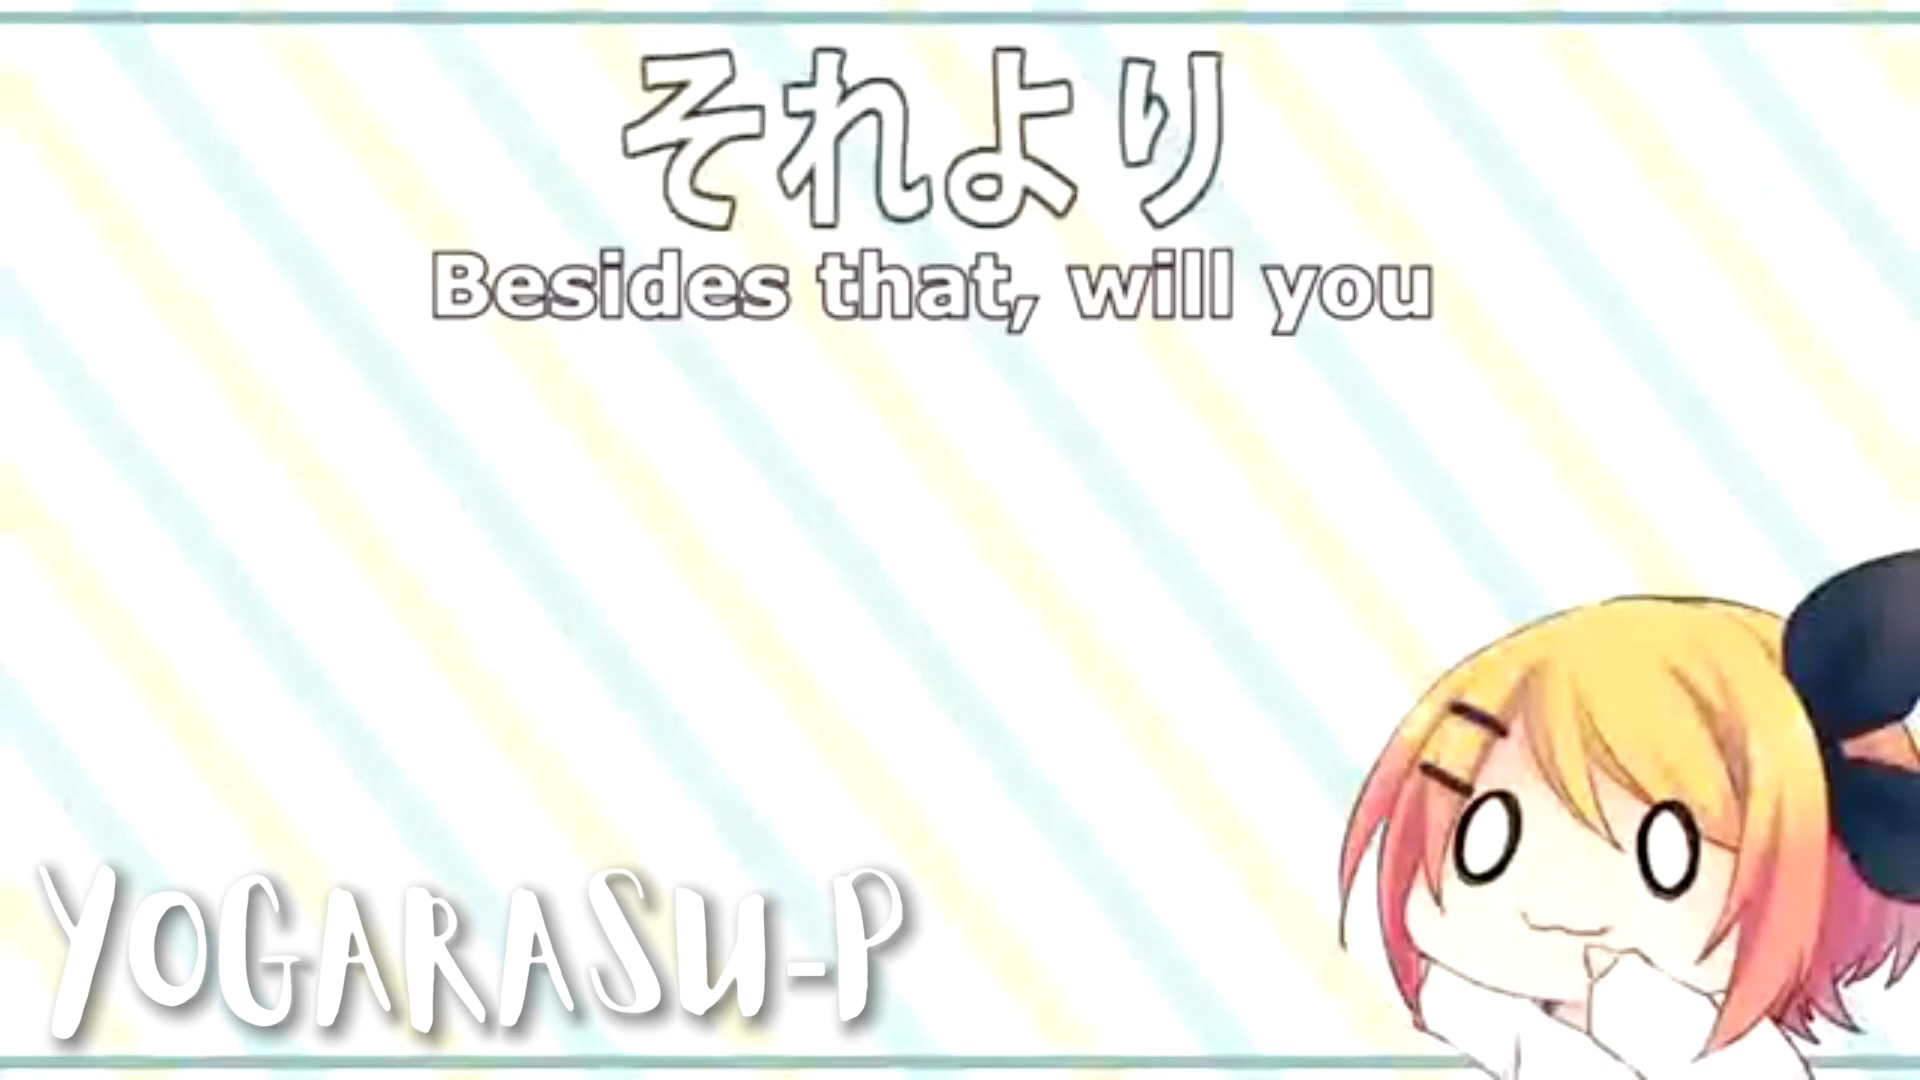 それより
Besides that, will you
YOGARASU-P